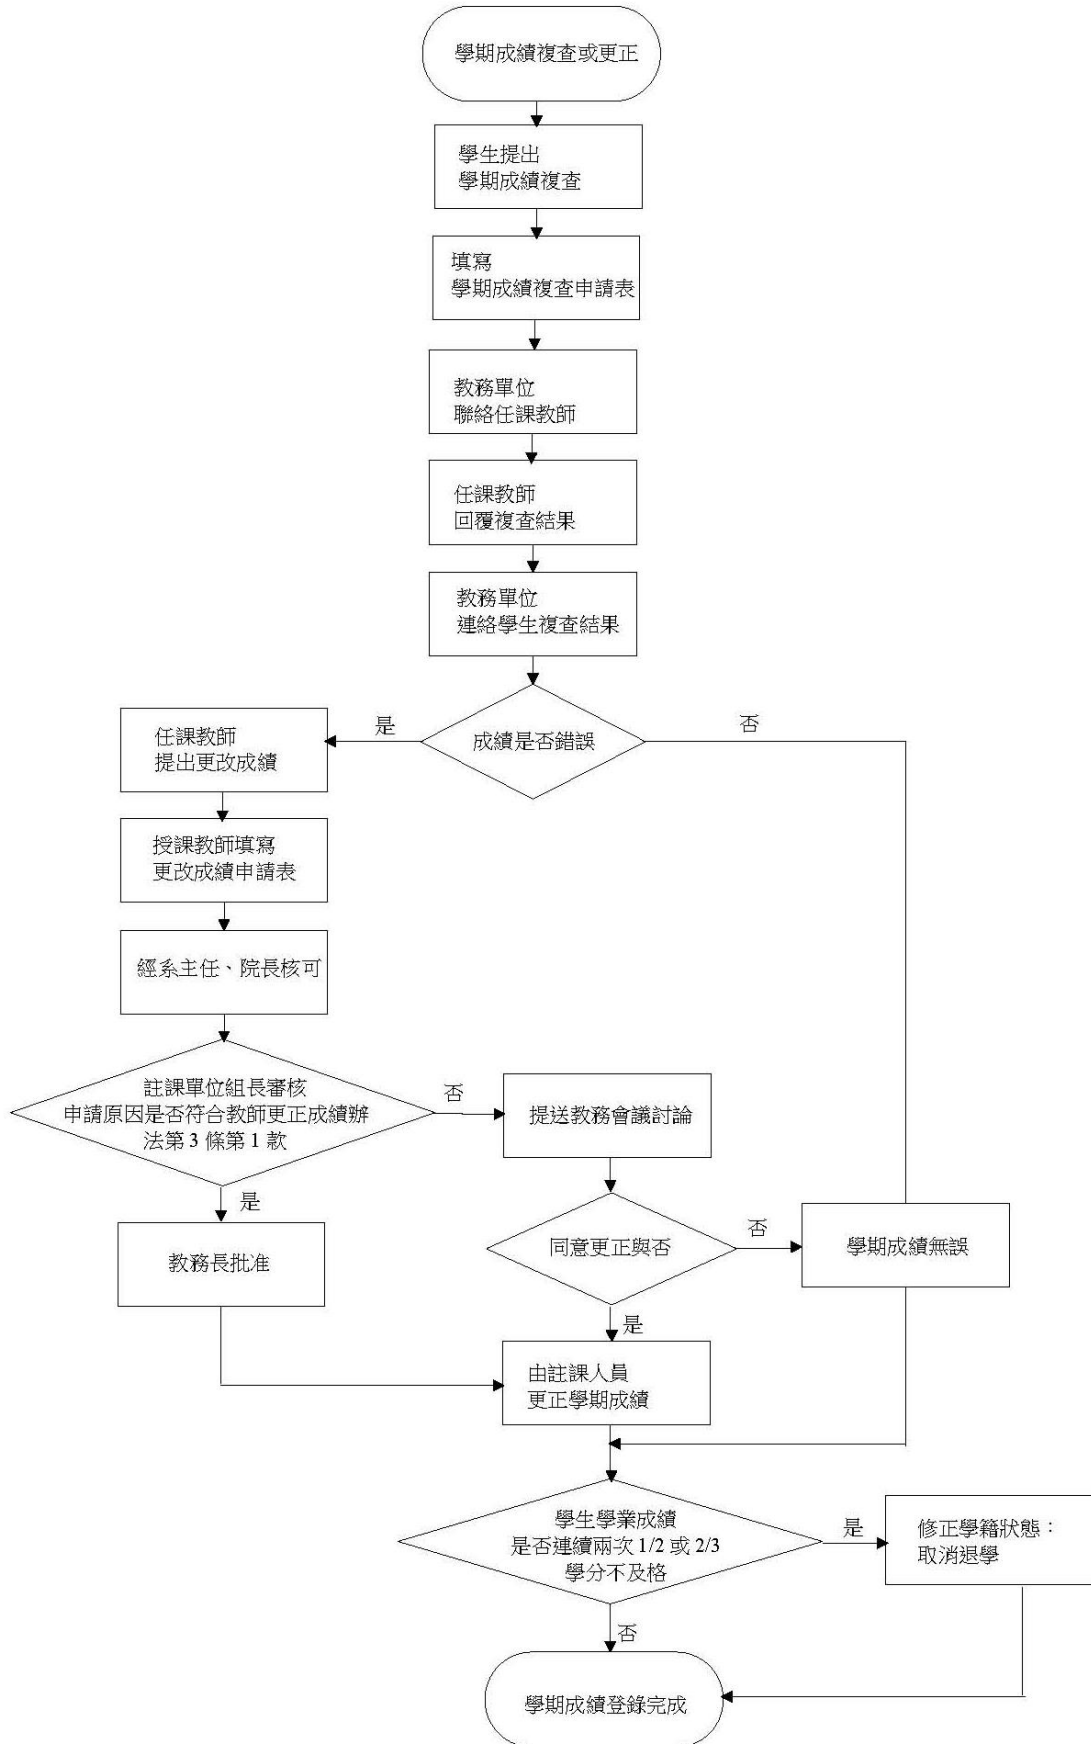 學期成績複查或更正
學生提出
學期成績複查
填寫
學期成績複查申請表
教務單位
聯絡任課教師
任課教師
回覆複查結果
教務單位
連絡學生複查結果
成績是否錯誤
是
否
任課教師
提出更改成績
授課教師填寫
更改成績申請表
經系主任、院長核可
註課單位組長審核
申請原因是否符合教師更正成績辦
法第 3 條第 1 款
否
提送教務會議討論
是
教務長批准
同意更正與否
否
學期成績無誤
是
由註課人員
更正學期成績
學生學業成績
是否連續兩次 1/2 或 2/3
學分不及格
是
修正學籍狀態：
取消退學
否
學期成績登錄完成